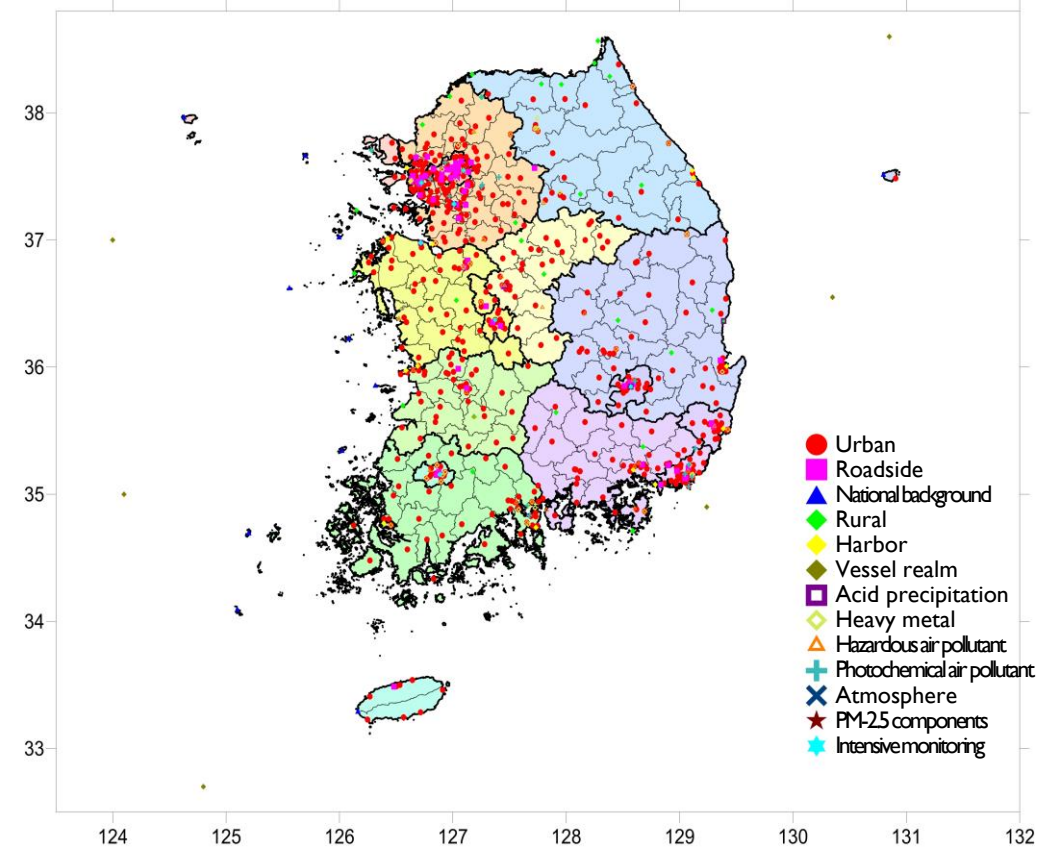 38
37
36
35
34
33
Urban
Roadside
National background
Rural
Harbor
Vessel realm
Acid precipitation
Heavy metal
Hazardous air pollutant
Photochemical air pollutant
Atmosphere
PM-2.5 components
Intensive monitoring
124 125 126 127 128 129 130 131 132